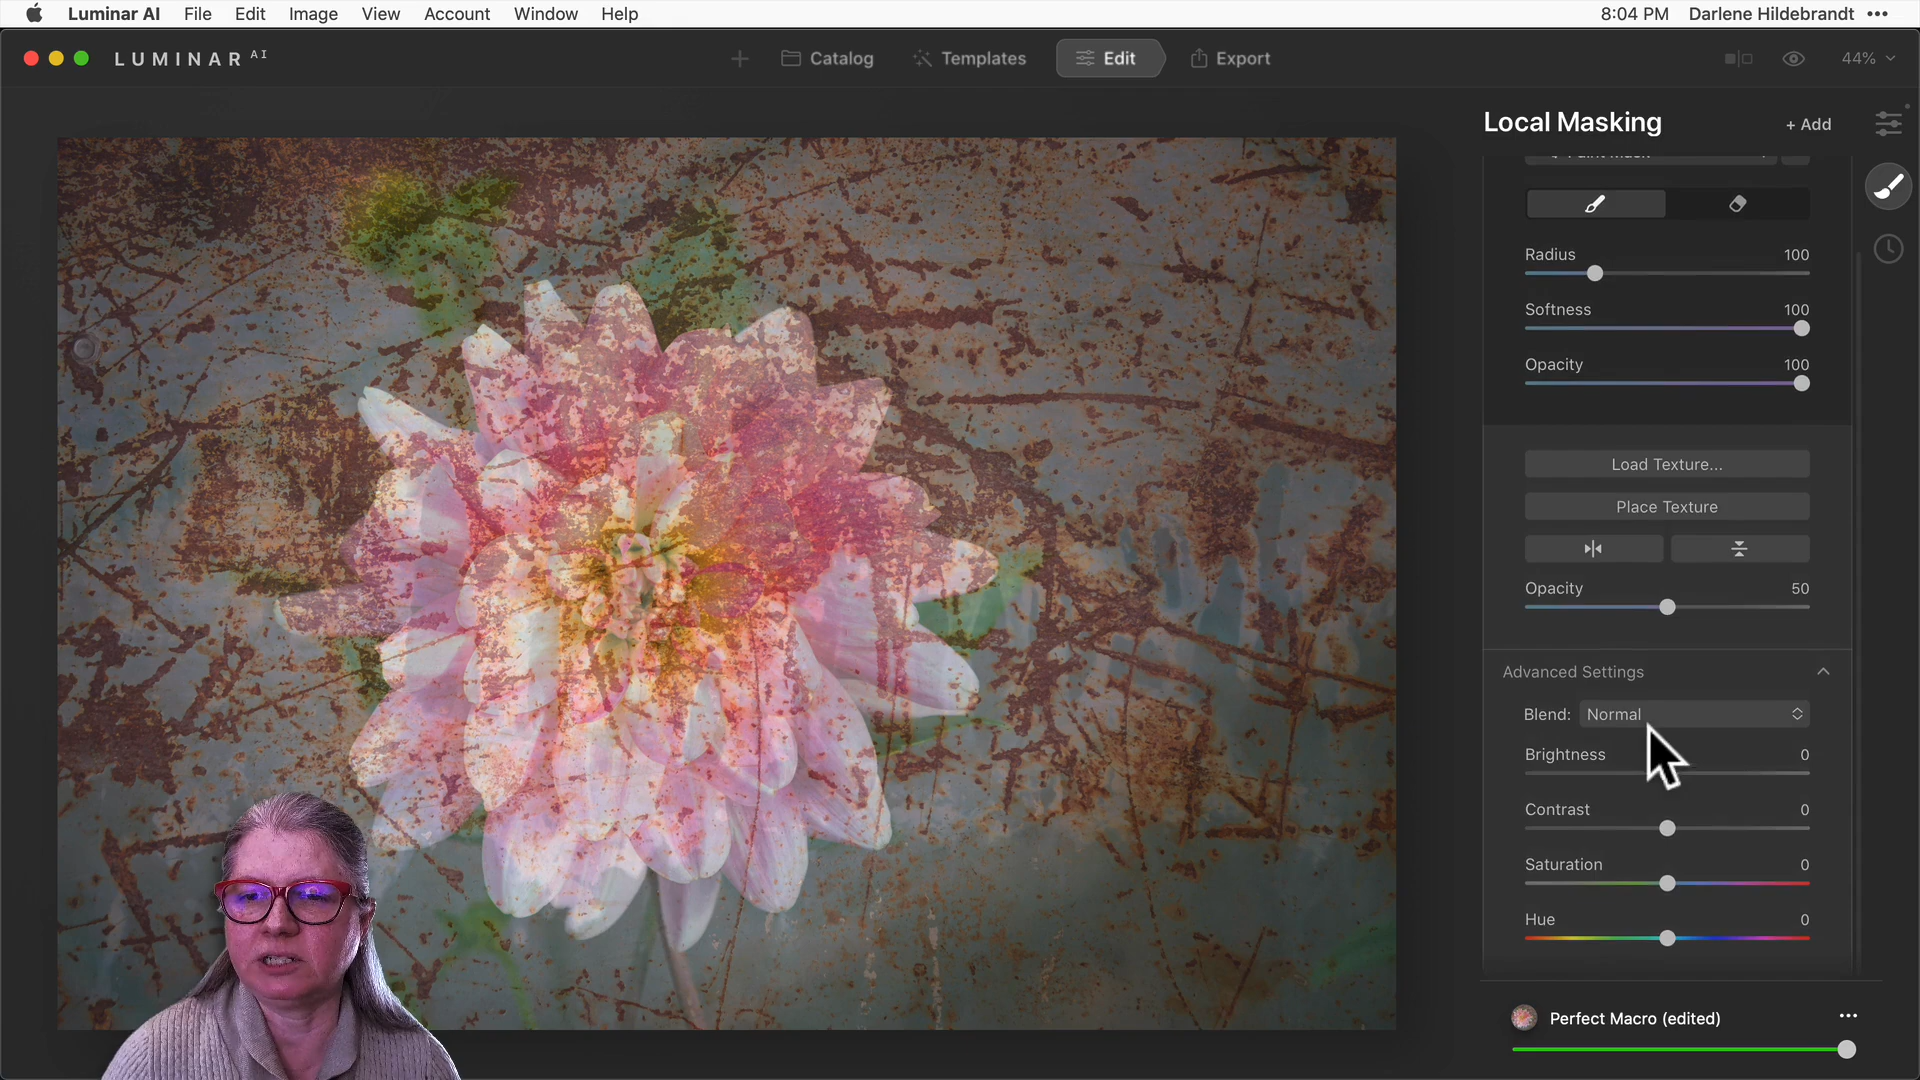 Luminar AI File Edit Image View Account Window Help 8:04 PM Darlene Hildebrandt
LUMINAR AI Catalog Templates Edit Export 44%
Local Masking + Add
Paint Mask
Radius 100
Softness 100
Opacity 100
Load Texture...
Place Texture
Opacity 50
Advanced Settings
Blend: Normal
Brightness 0
Contrast 0
Saturation 0
Hue 0
Perfect Macro (edited)